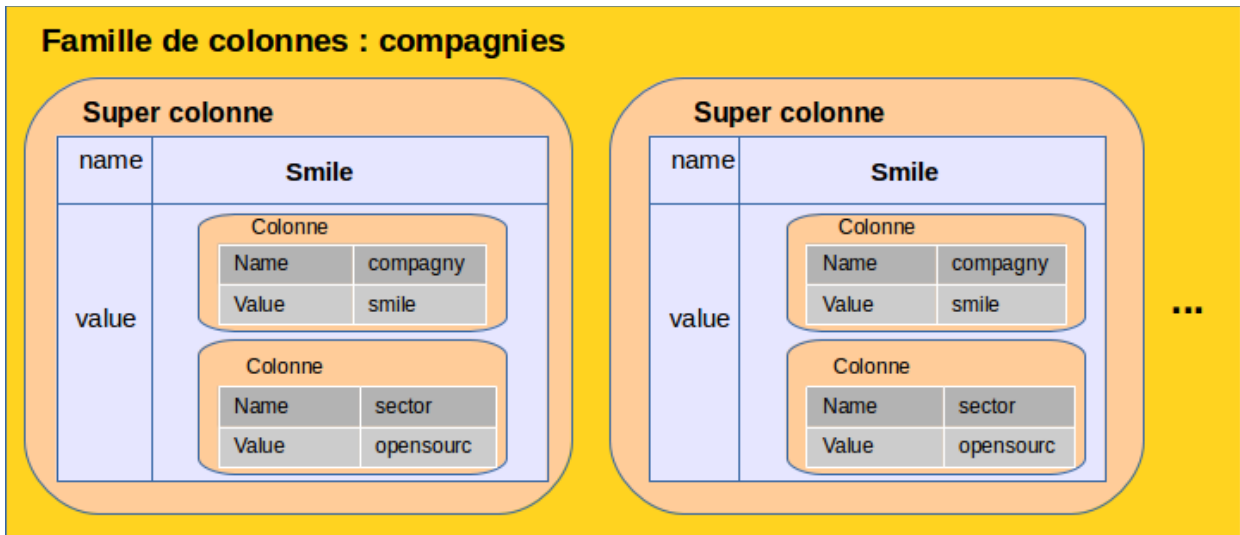 Famille de colonnes : compagnies
Super colonne
name Smile
value
Colonne
Name compagny
Value smile
Colonne
Name sector
Value opensourc
Super colonne
name Smile
value
Colonne
Name compagny
Value smile
Colonne
Name sector
Value opensourc
...